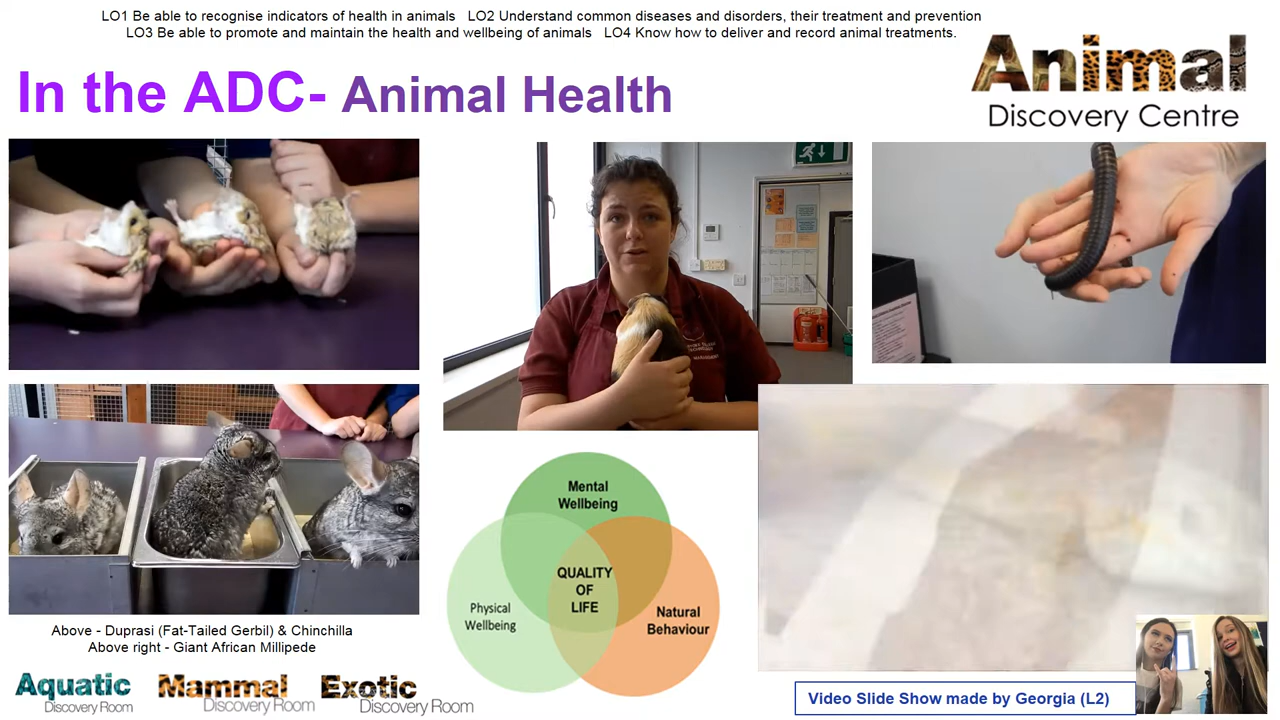 LO1 Be able to recognise indicators of health in animals   LO2 Understand common diseases and disorders, their treatment and prevention
LO3 Be able to promote and maintain the health and wellbeing of animals   LO4 Know how to deliver and record animal treatments.
In the ADC- Animal Health
Animal
Discovery Centre
Mental
Wellbeing
QUALITY
OF
LIFE
Physical
Wellbeing
Natural
Behaviour
Above - Duprasi (Fat-Tailed Gerbil) & Chinchilla
Above right - Giant African Millipede
Aquatic
Discovery Room
Mammal
Discovery Room
Exotic
Discovery Room
Video Slide Show made by Georgia (L2)